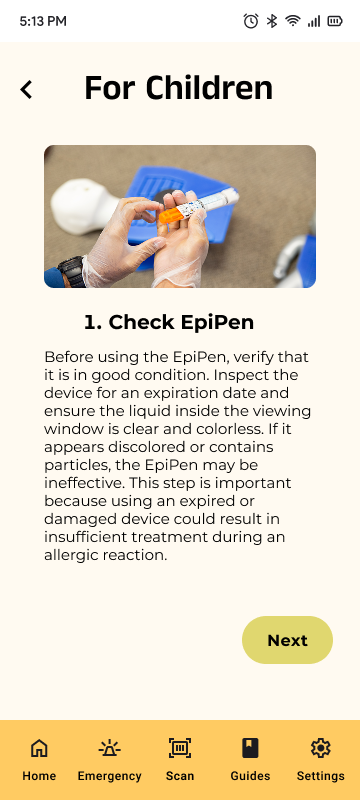 5:13 PM
For Children
1. Check EpiPen
Before using the EpiPen, verify that
it is in good condition. Inspect the
device for an expiration date and
ensure the liquid inside the viewing
window is clear and colorless. If it
appears discolored or contains
particles, the EpiPen may be
ineffective. This step is important
because using an expired or
damaged device could result in
insufficient treatment during an
allergic reaction.
Next
Home
Emergency
Scan
Guides
Settings